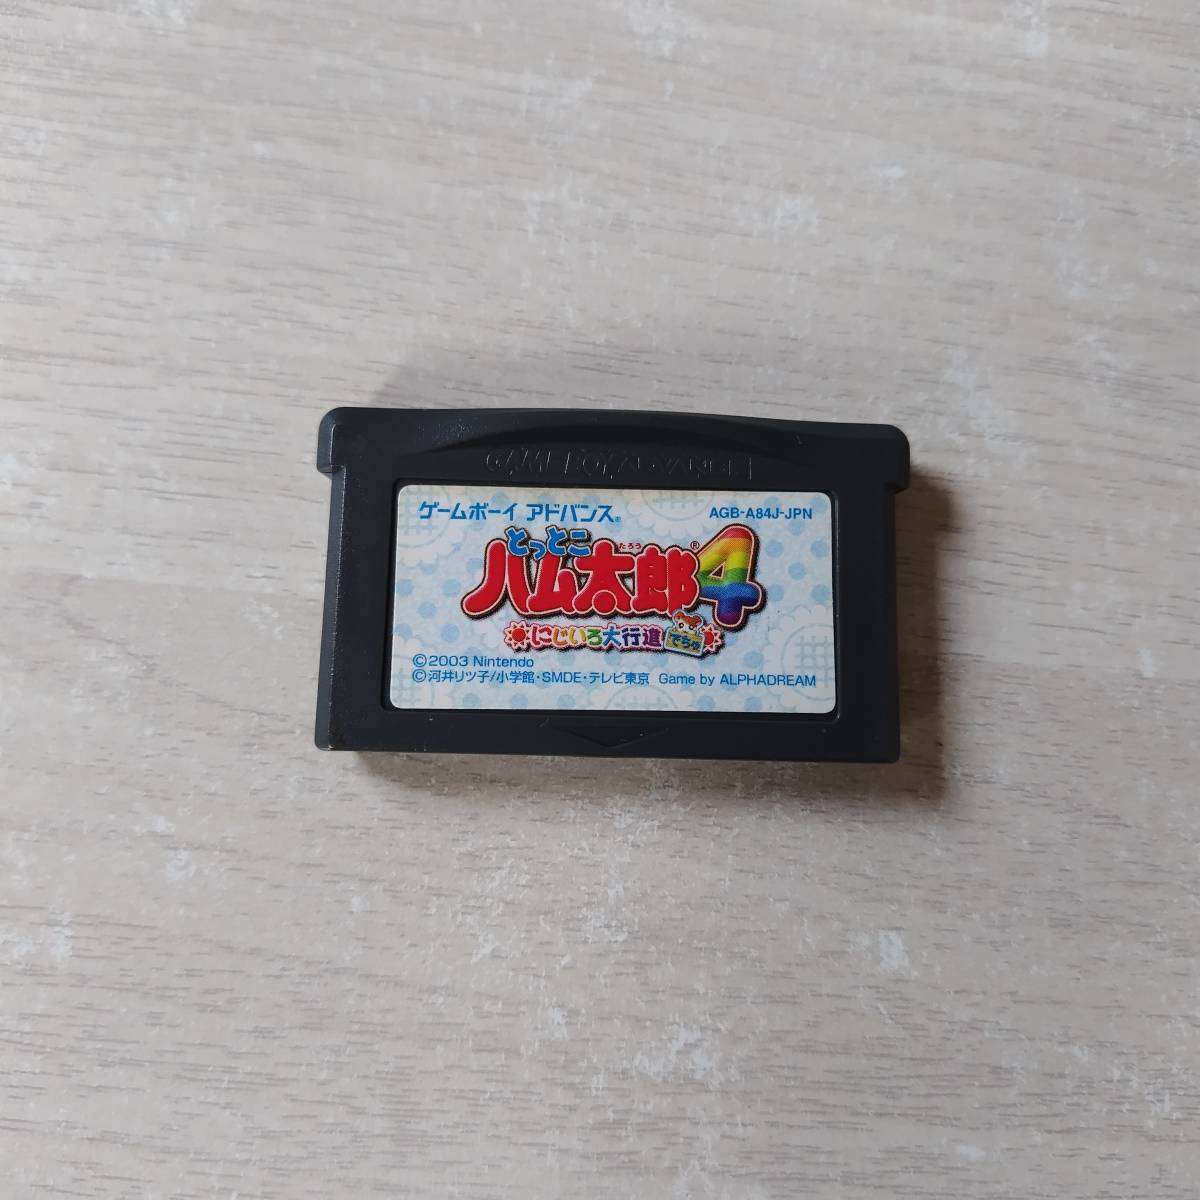 GAME BOY ADVANCE
ゲームボーイ アドバンス®
AGB-A84J-JPN
とっとこ
ハム太郎®4
たろう
にじいろ大行進でちゅ
©2003 Nintendo
©河井リツ子/小学館・SMDE・テレビ東京 Game by ALPHADREAM